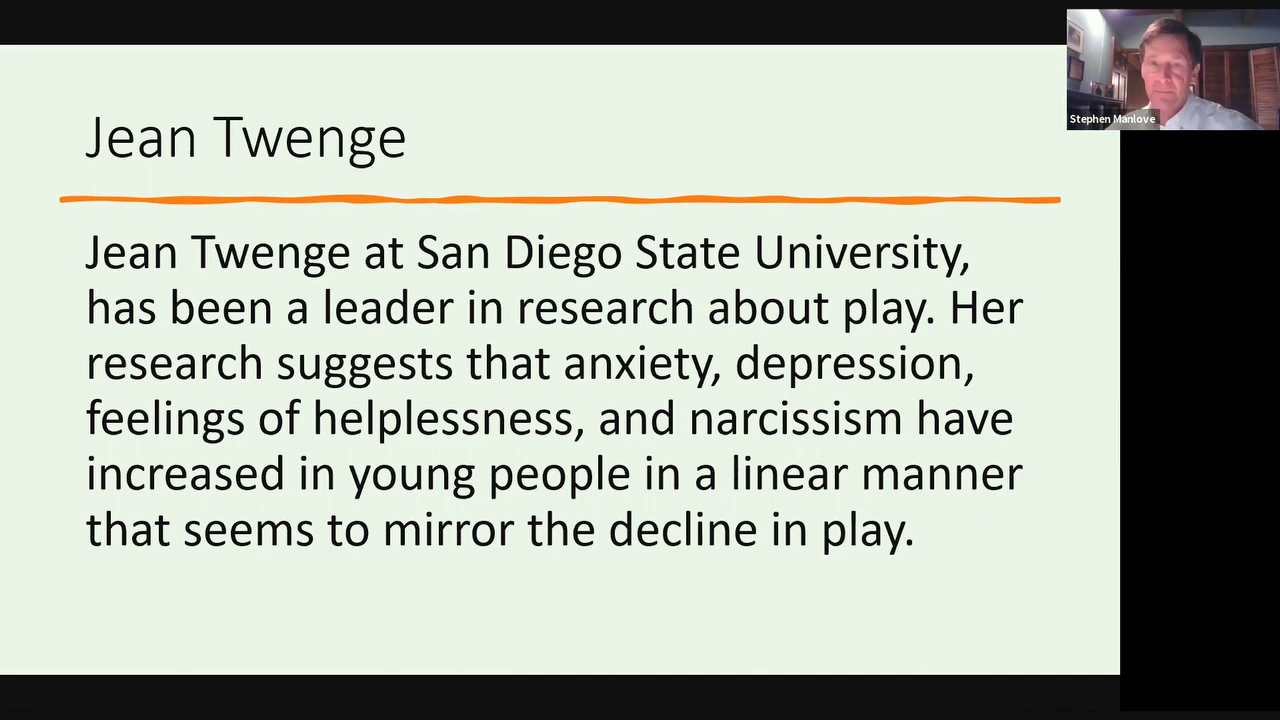 Jean Twenge
Jean Twenge at San Diego State University,
has been a leader in research about play. Her
research suggests that anxiety, depression,
feelings of helplessness, and narcissism have
increased in young people in a linear manner
that seems to mirror the decline in play.
Stephen Manlove